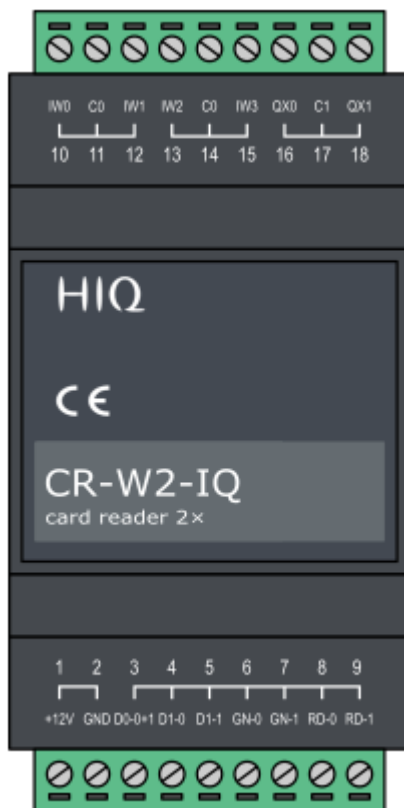 IW0 C0 IW1 IW2 C0 IW3 QX0 C1 QX1
10 11 12 13 14 15 16 17 18
HIQ
CE
CR-W2-IQ
card reader 2×
1 2 3 4 5 6 7 8 9
+12V GND D0-0+1 D1-0 D1-1 GN-0 GN-1 RD-0 RD-1